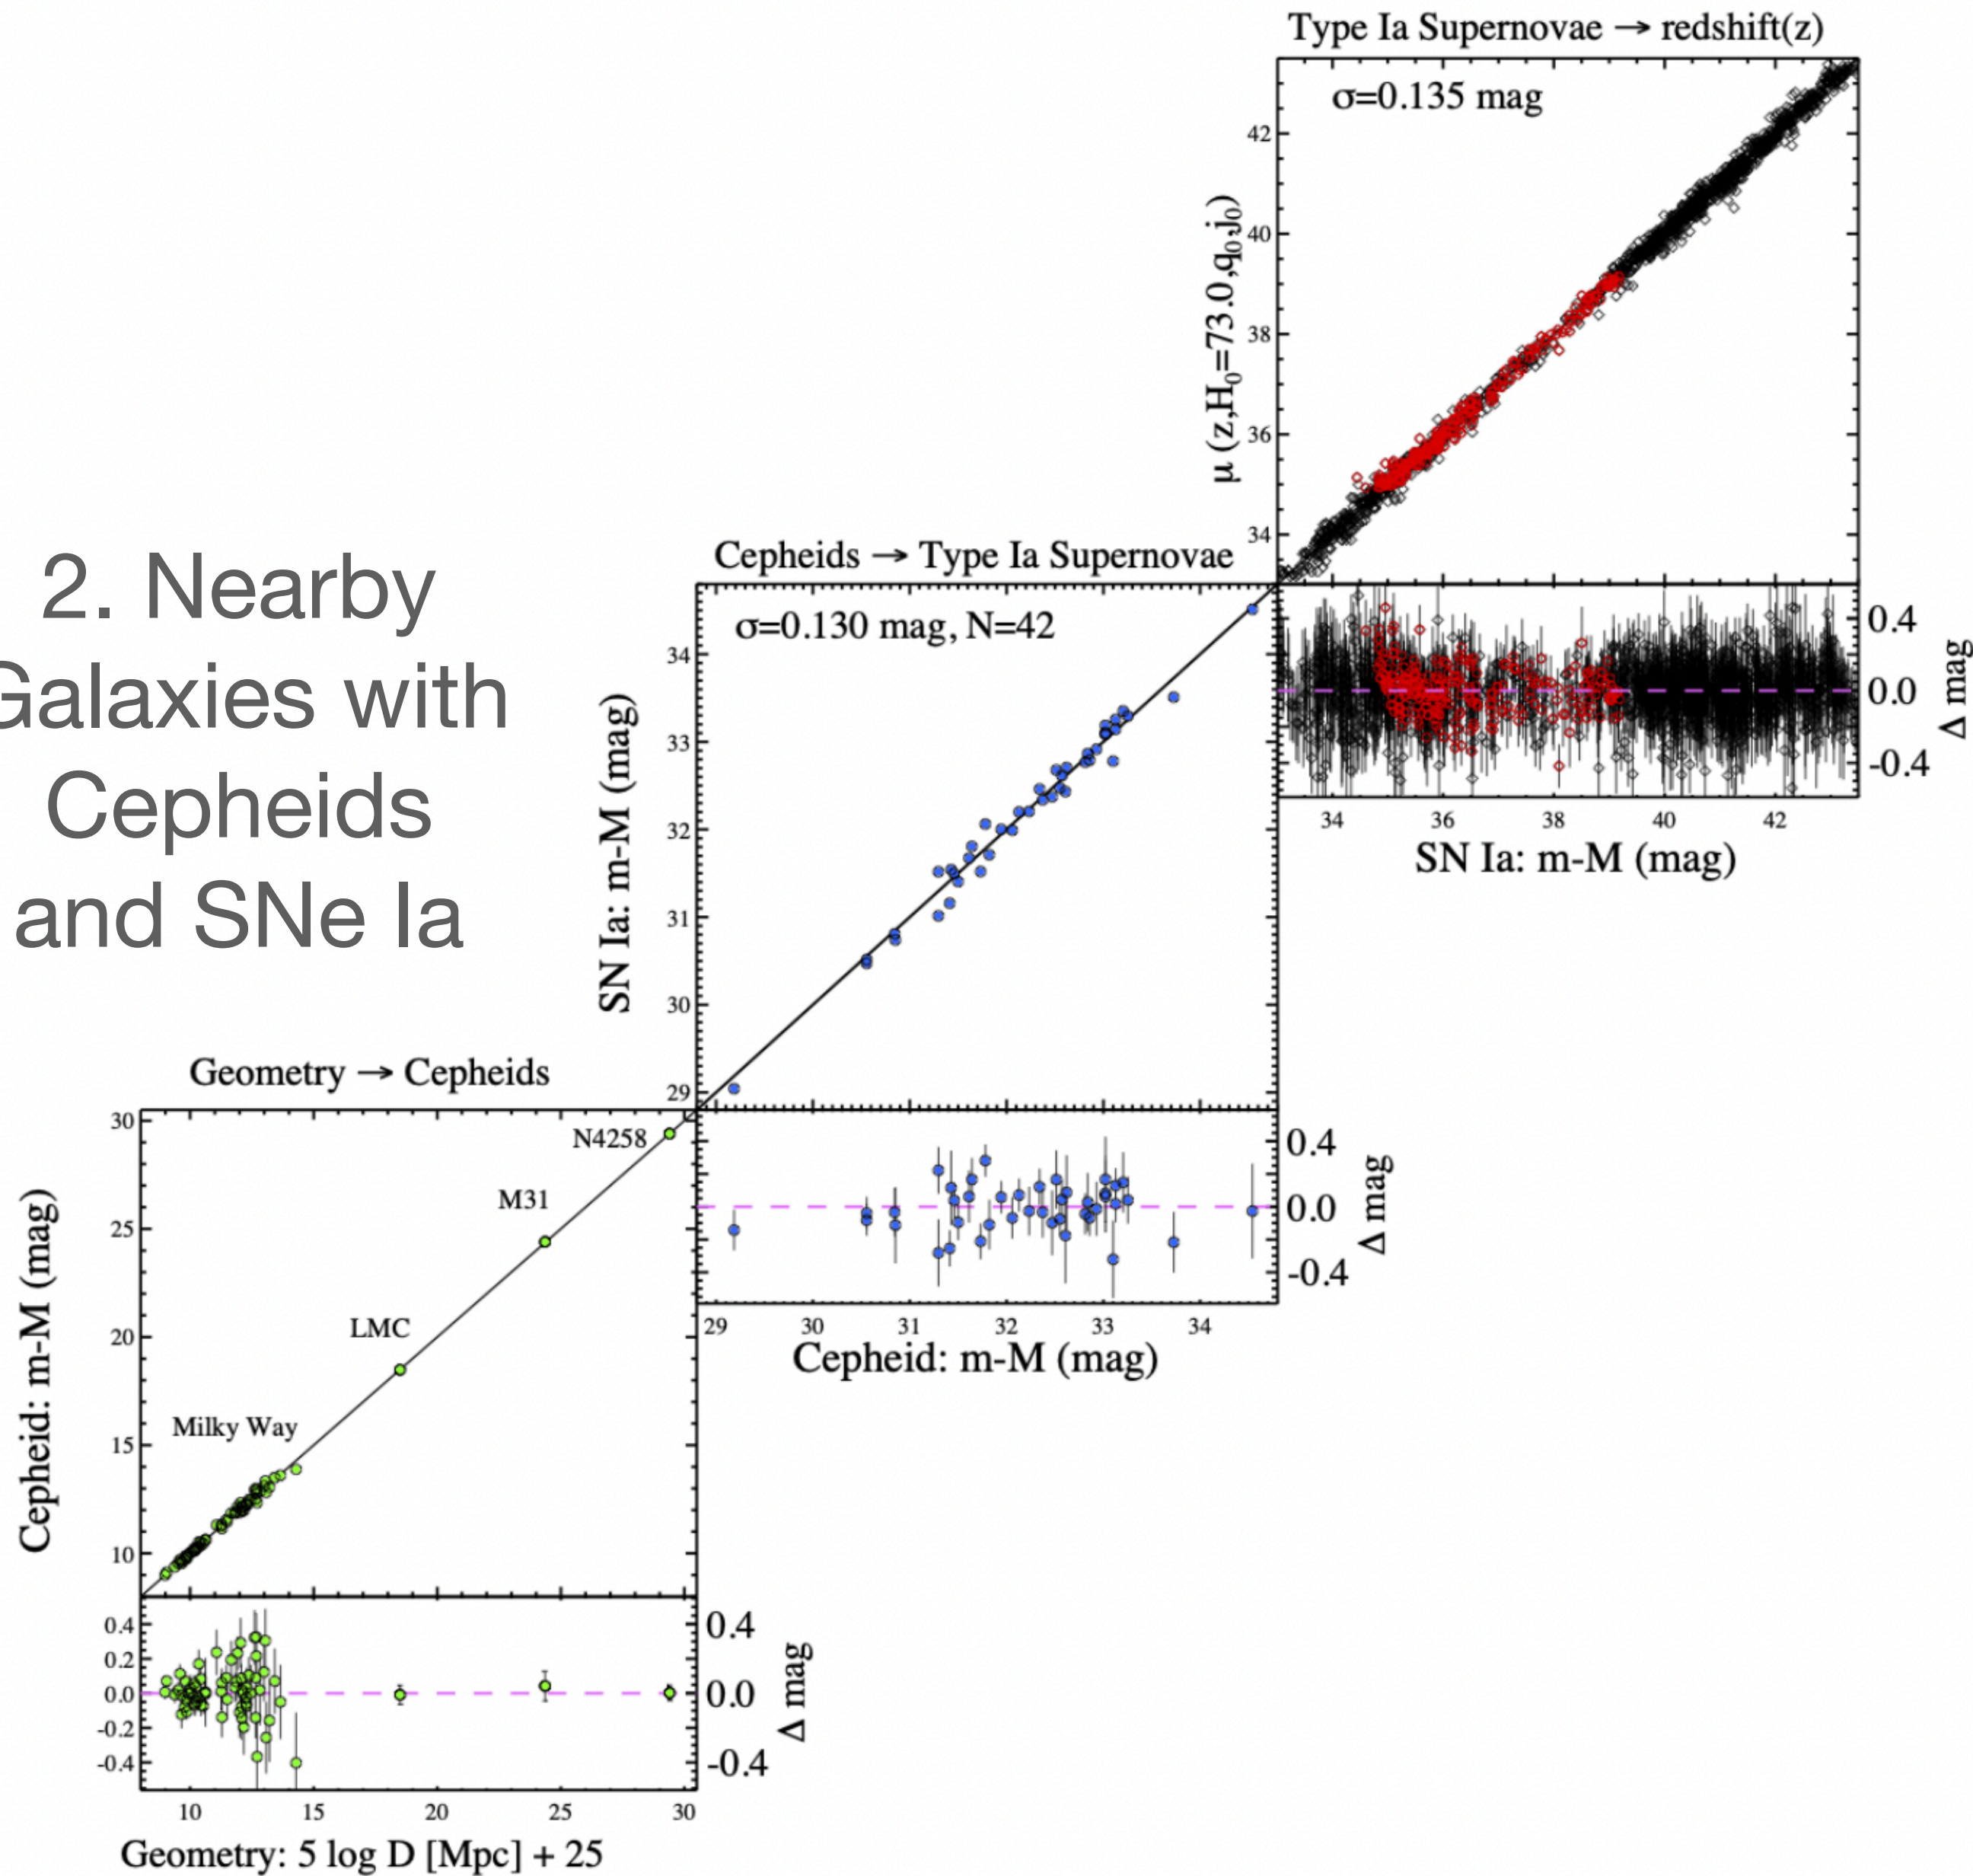 Type Ia Supernovae → redshift(z)
σ=0.135 mag
42
40
38
36
34
μ (z,H₀=73.0,q₀,j₀)
0.4
0.0
-0.4
Δ mag
34 36 38 40 42
SN Ia: m-M (mag)
2. Nearby
Galaxies with
Cepheids
and SNe Ia
Cepheids → Type Ia Supernovae
σ=0.130 mag, N=42
34
33
32
31
30
29
SN Ia: m-M (mag)
0.4
0.0
-0.4
Δ mag
29 30 31 32 33 34
Cepheid: m-M (mag)
Geometry → Cepheids
N4258
M31
LMC
Milky Way
30
25
20
15
10
Cepheid: m-M (mag)
0.4 0.4
0.2
0.0 0.0
-0.2
-0.4 -0.4
Δ mag
10 15 20 25 30
Geometry: 5 log D [Mpc] + 25